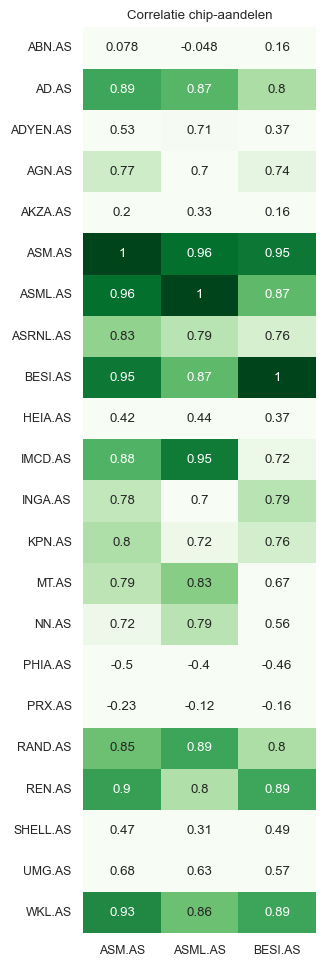 Correlatie chip-aandelen
ABN.AS 0.078 -0.048 0.16
AD.AS 0.89 0.87 0.8
ADYEN.AS 0.53 0.71 0.37
AGN.AS 0.77 0.7 0.74
AKZA.AS 0.2 0.33 0.16
ASM.AS 1 0.96 0.95
ASML.AS 0.96 1 0.87
ASRNL.AS 0.83 0.79 0.76
BESI.AS 0.95 0.87 1
HEIA.AS 0.42 0.44 0.37
IMCD.AS 0.88 0.95 0.72
INGA.AS 0.78 0.7 0.79
KPN.AS 0.8 0.72 0.76
MT.AS 0.79 0.83 0.67
NN.AS 0.72 0.79 0.56
PHIA.AS -0.5 -0.4 -0.46
PRX.AS -0.23 -0.12 -0.16
RAND.AS 0.85 0.89 0.8
REN.AS 0.9 0.8 0.89
SHELL.AS 0.47 0.31 0.49
UMG.AS 0.68 0.63 0.57
WKL.AS 0.93 0.86 0.89
ASM.AS ASML.AS BESI.AS